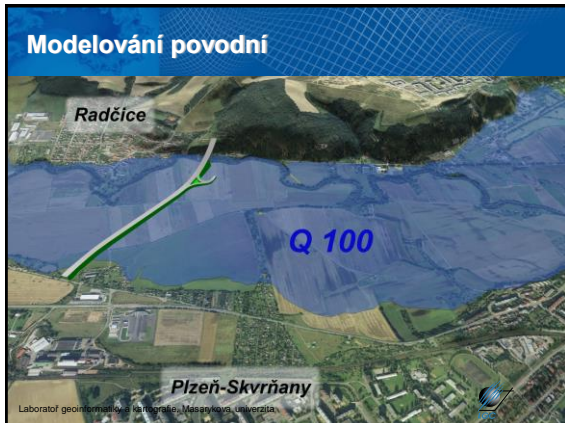 Modelování povodní
Radčice
Q 100
Plzeň-Skvrňany
Laboratoř geoinformatiky a kartografie, Masarykova univerzita